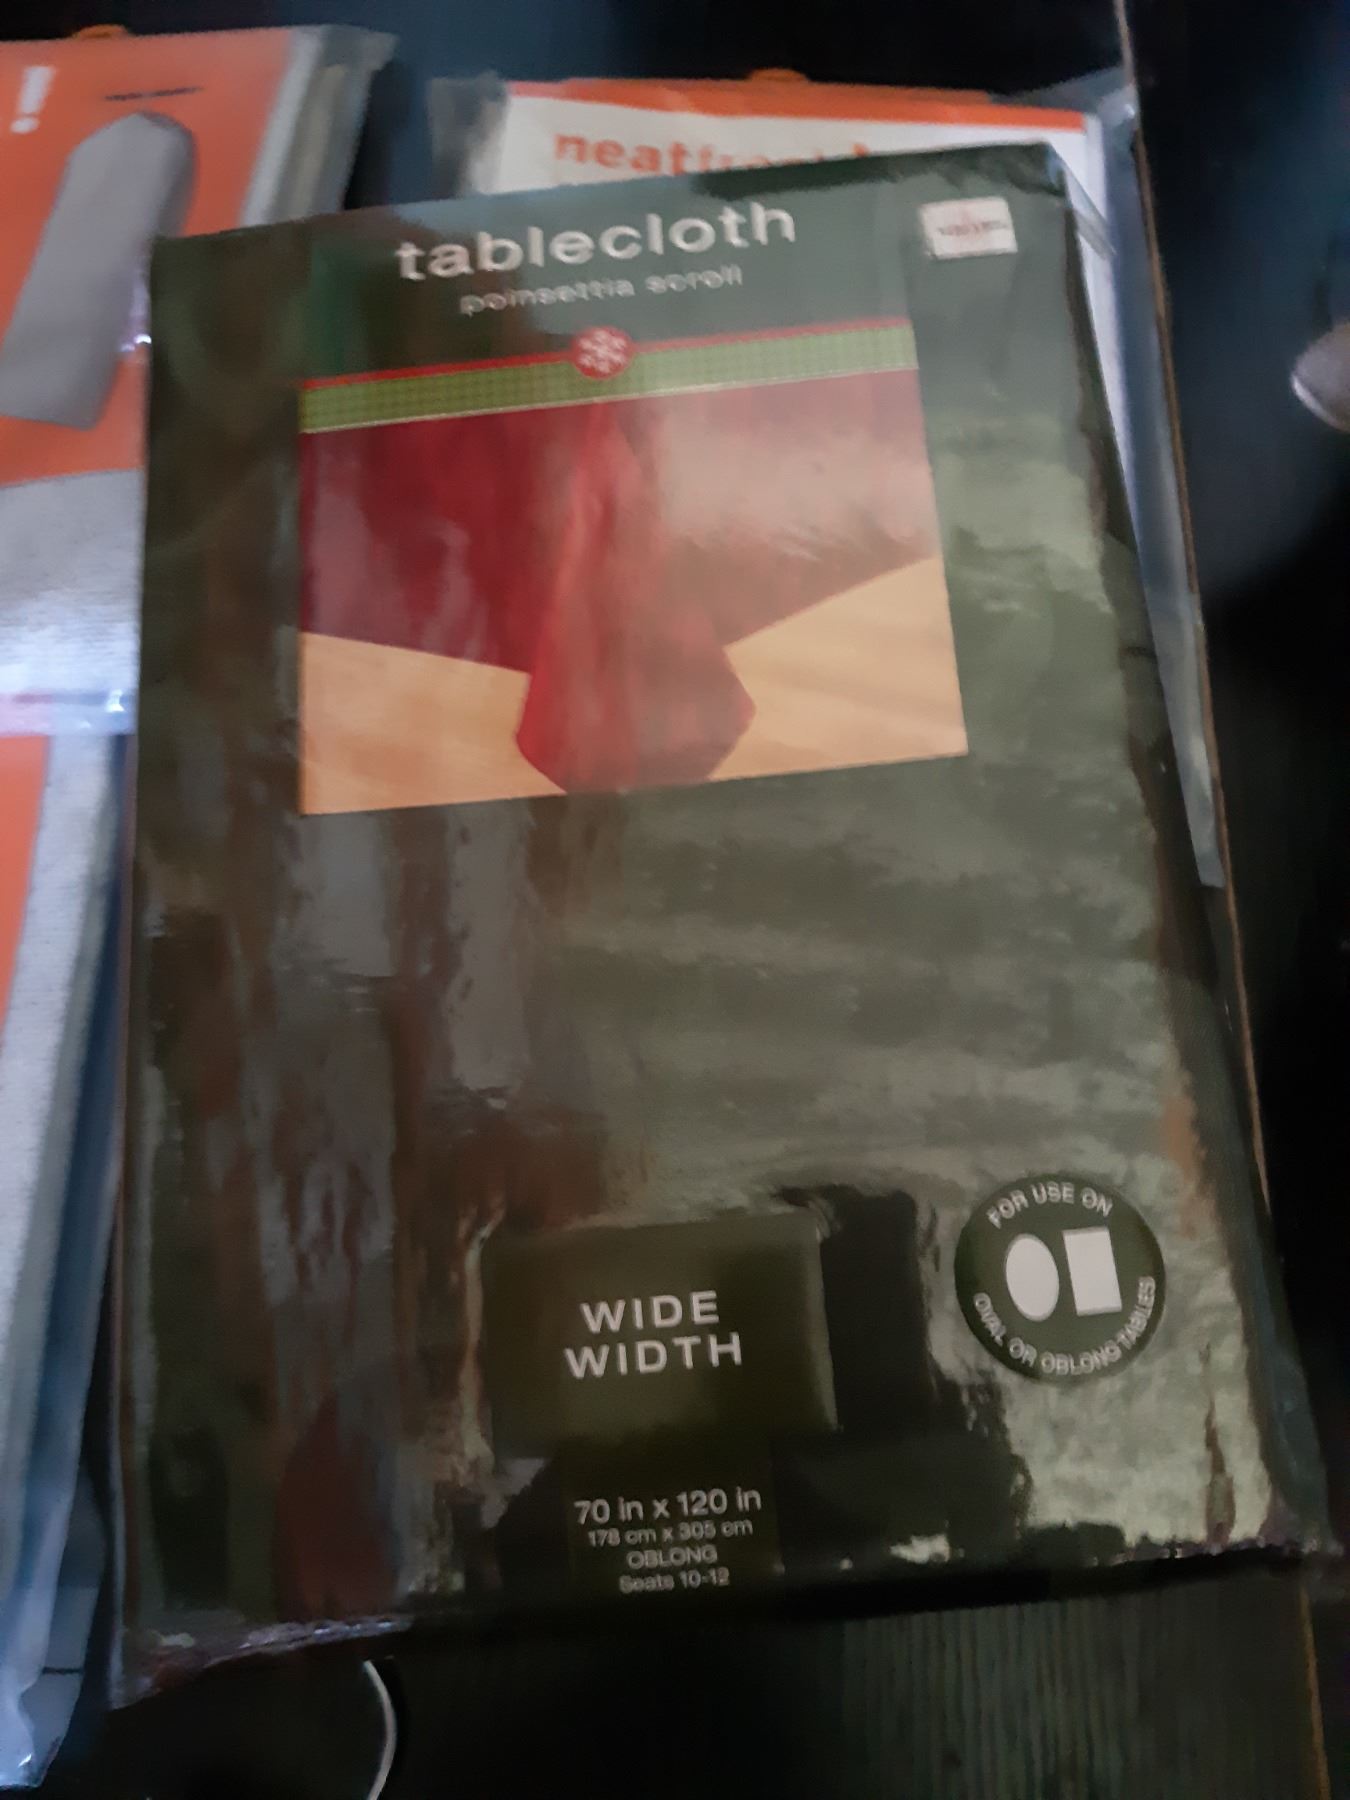 !
neat
tablecloth
poinsettia scroll
WIDE
WIDTH
FOR USE ON
OVAL OR OBLONG TABLES
70 in x 120 in
178 cm x 305 cm
OBLONG
Seats 10-12